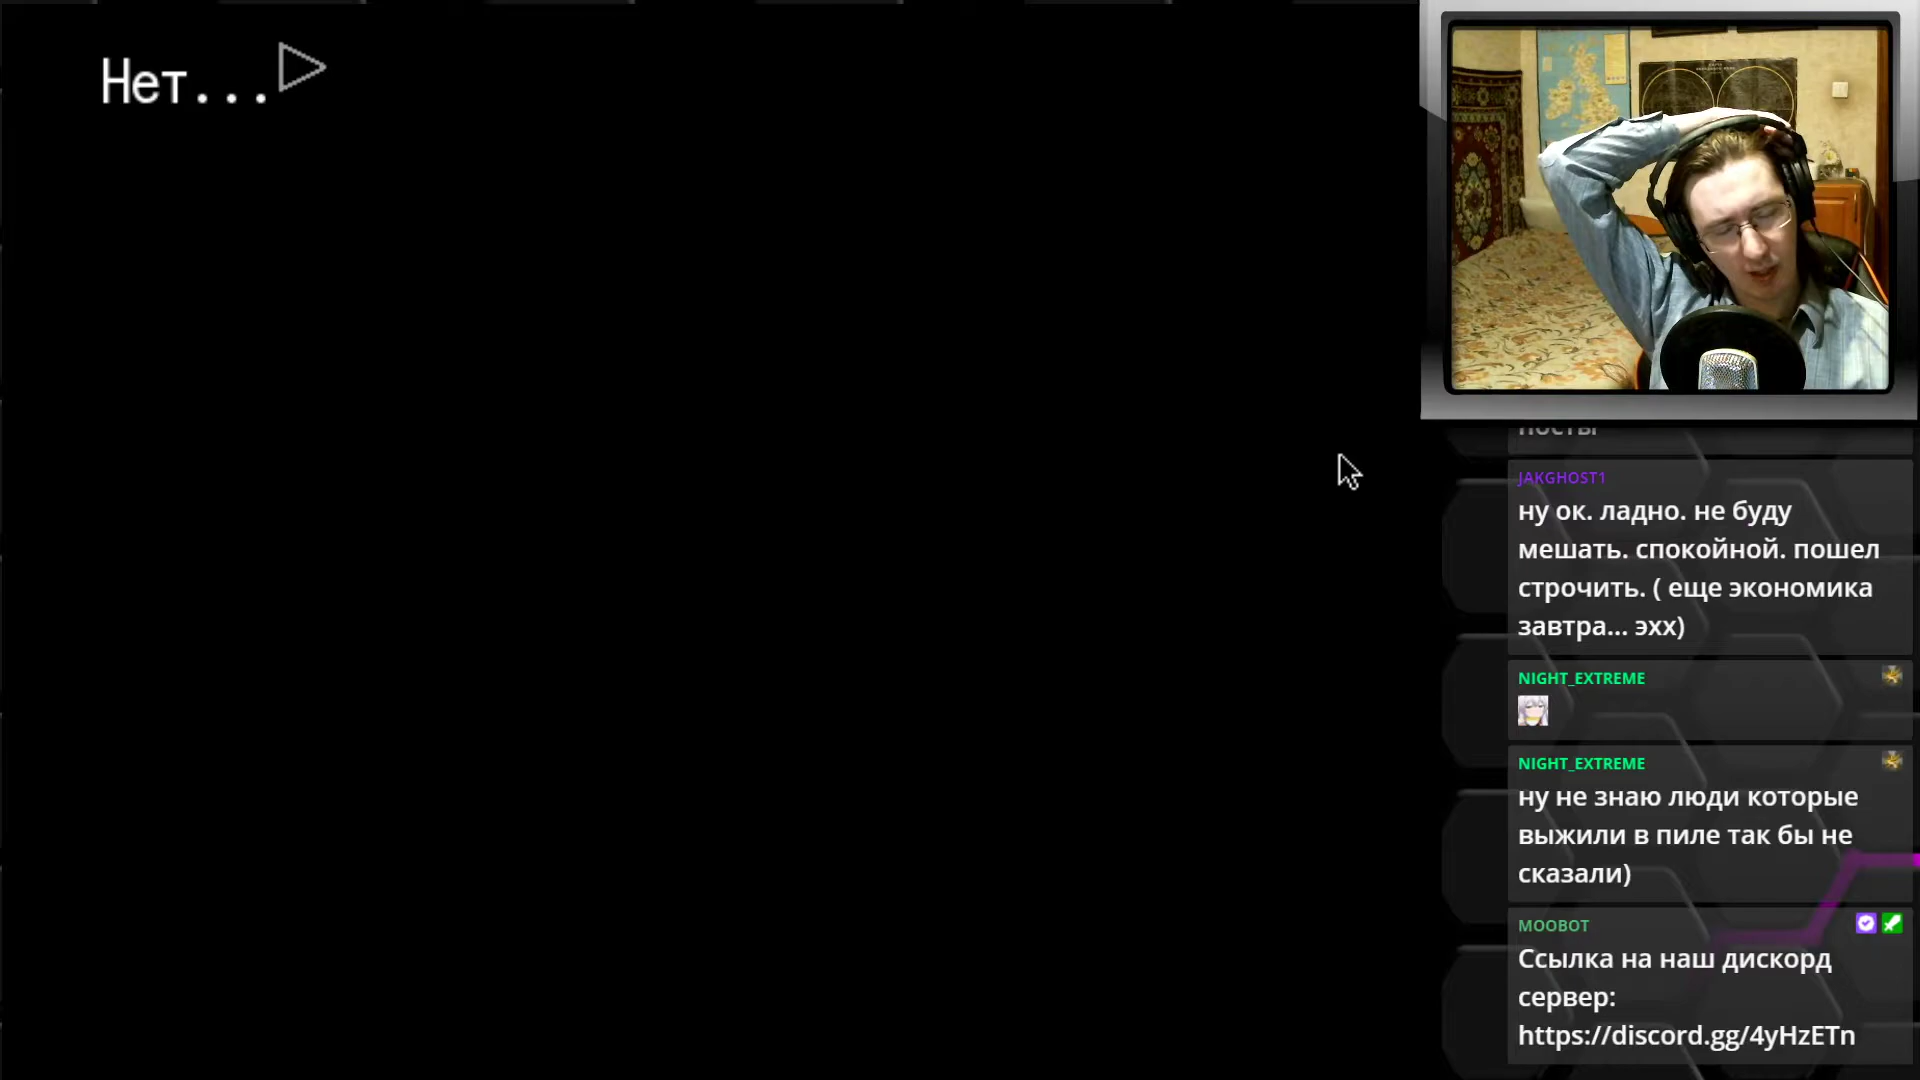 Нет...
посты
JAKGHOST1
ну ок. ладно. не буду
мешать. спокойной. пошел
строчить. ( еще экономика
завтра... эхх)
NIGHT_EXTREME
NIGHT_EXTREME
ну не знаю люди которые
выжили в пиле так бы не
сказали)
MOOBOT
Ссылка на наш дискорд
сервер:
https://discord.gg/4yHzETn